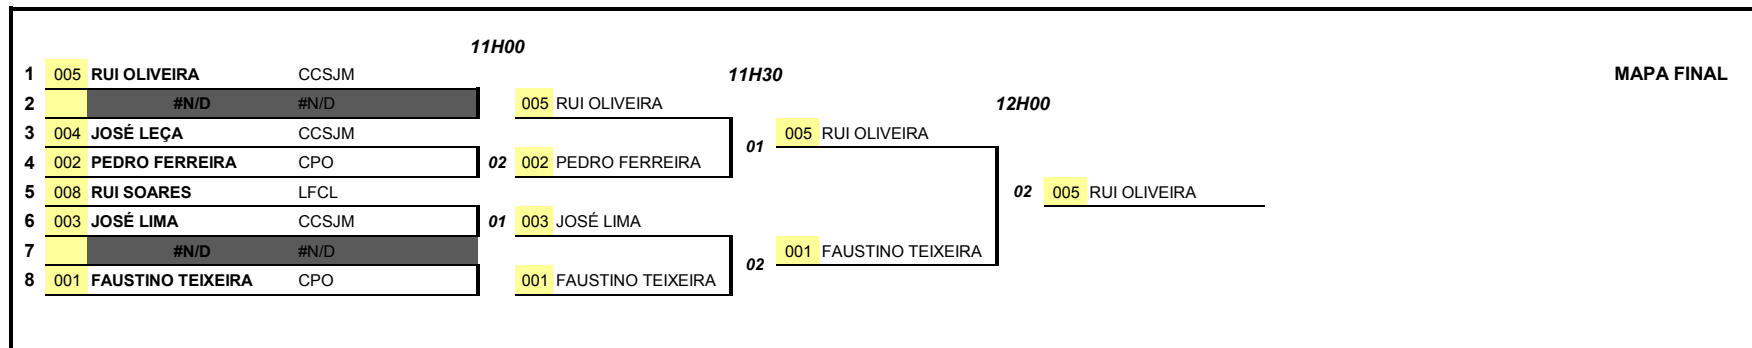 11H00
1 005 RUI OLIVEIRA CCSJM 11H30 MAPA FINAL
2 #N/D #N/D 005 RUI OLIVEIRA 12H00
3 004 JOSÉ LEÇA CCSJM 005 RUI OLIVEIRA
01
4 002 PEDRO FERREIRA CPO 02 002 PEDRO FERREIRA
5 008 RUI SOARES LFCL 02 005 RUI OLIVEIRA
6 003 JOSÉ LIMA CCSJM 01 003 JOSÉ LIMA
7 #N/D #N/D 001 FAUSTINO TEIXEIRA
02
8 001 FAUSTINO TEIXEIRA CPO 001 FAUSTINO TEIXEIRA